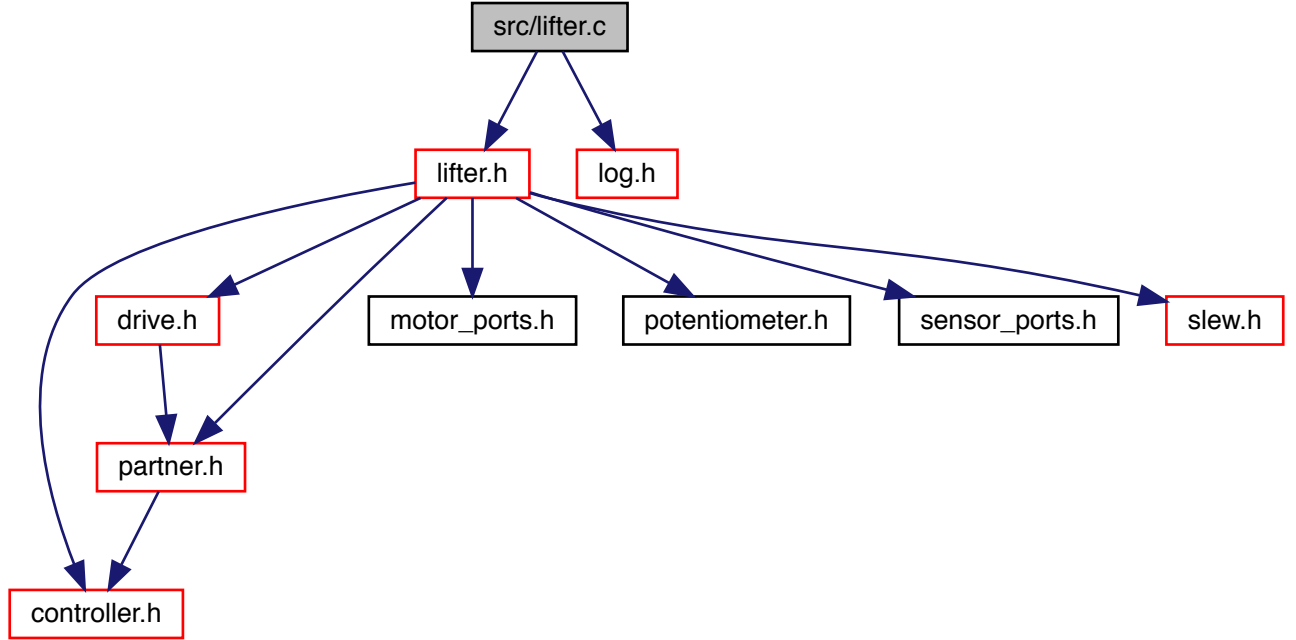 src/lifter.c
lifter.h
log.h
drive.h
motor_ports.h
potentiometer.h
sensor_ports.h
slew.h
partner.h
controller.h